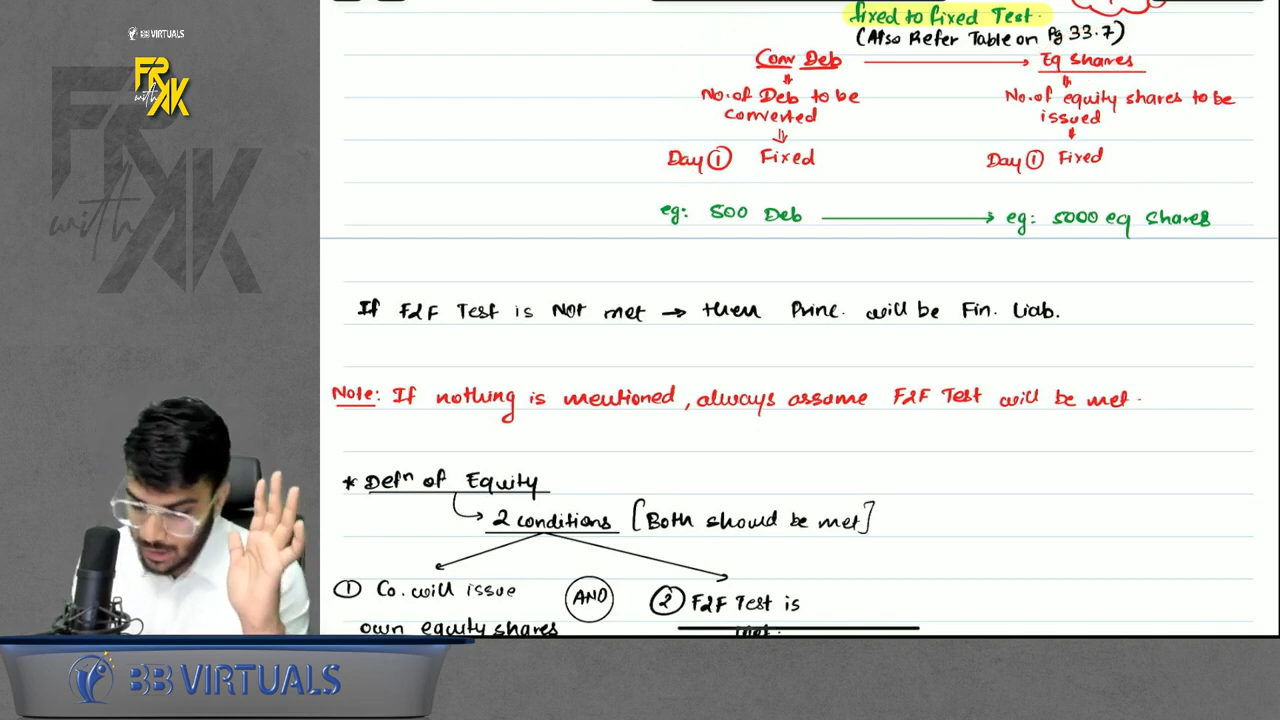 BB VIRTUALS
FR
with
AK
FR
with
AK
fixed to fixed Test.
(Also Refer Table on Pg 33.7)
Conv Deb → Eq shares
No. of Deb to be converted
No. of equity shares to be issued
Day ① Fixed
Day ① Fixed
eg: 500 Deb → eg: 5000 eq shares
If F2F Test is Not met → then Princ. will be Fin. Liab.
Note: If nothing is mentioned, always assume F2F Test will be met.
* Defn of Equity
2 conditions [Both should be met]
① Co. will issue
own equity shares
AND
② F2F Test is
met.
BB VIRTUALS